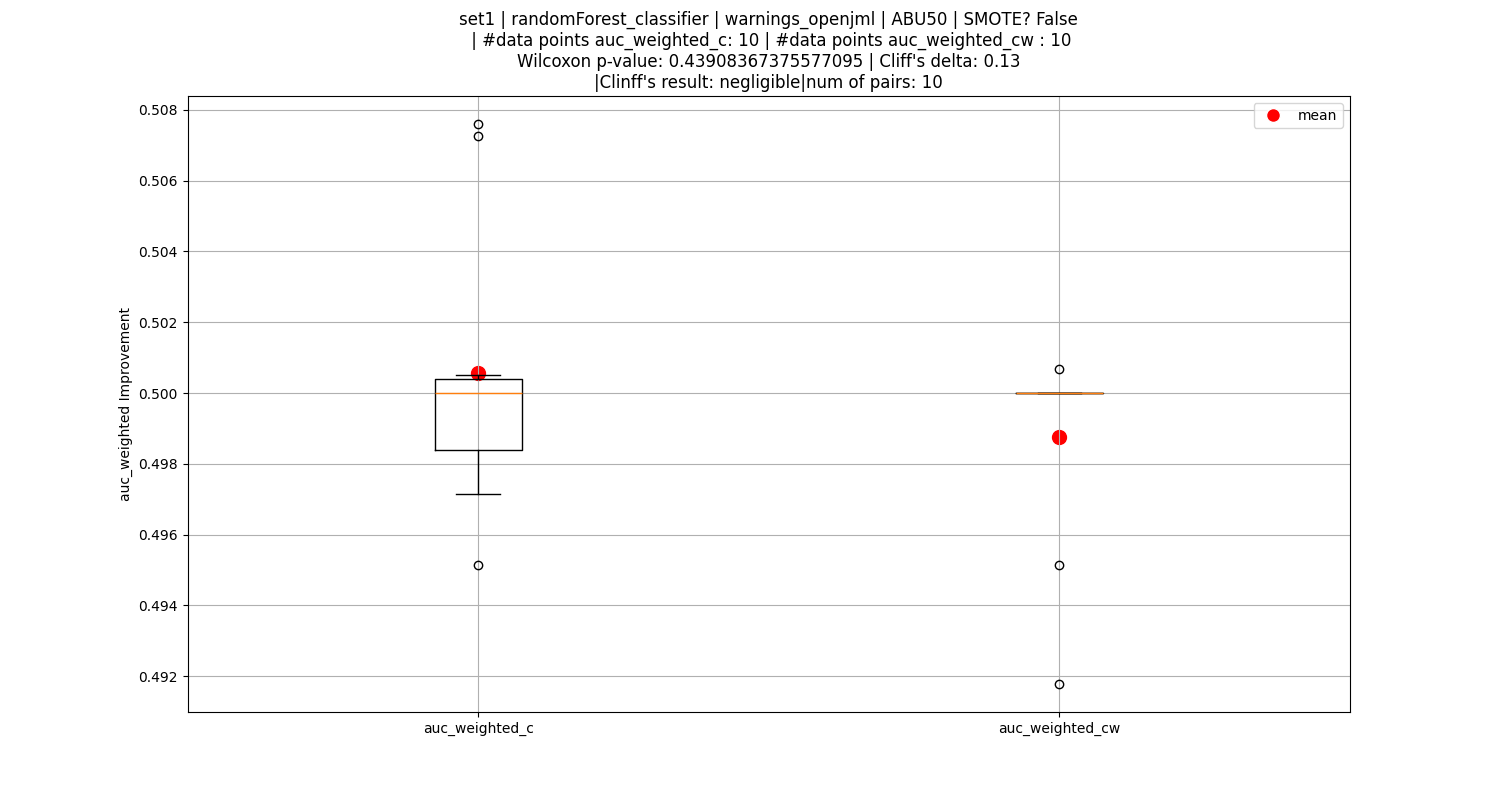 set1 | randomForest_classifier | warnings_openjml | ABU50 | SMOTE? False
| #data points auc_weighted_c: 10 | #data points auc_weighted_cw : 10
Wilcoxon p-value: 0.43908367375577095 | Cliff's delta: 0.13
|Clinff's result: negligible|num of pairs: 10
mean
0.508
0.506
0.504
0.502
0.500
0.498
0.496
0.494
0.492
auc_weighted Improvement
auc_weighted_c
auc_weighted_cw